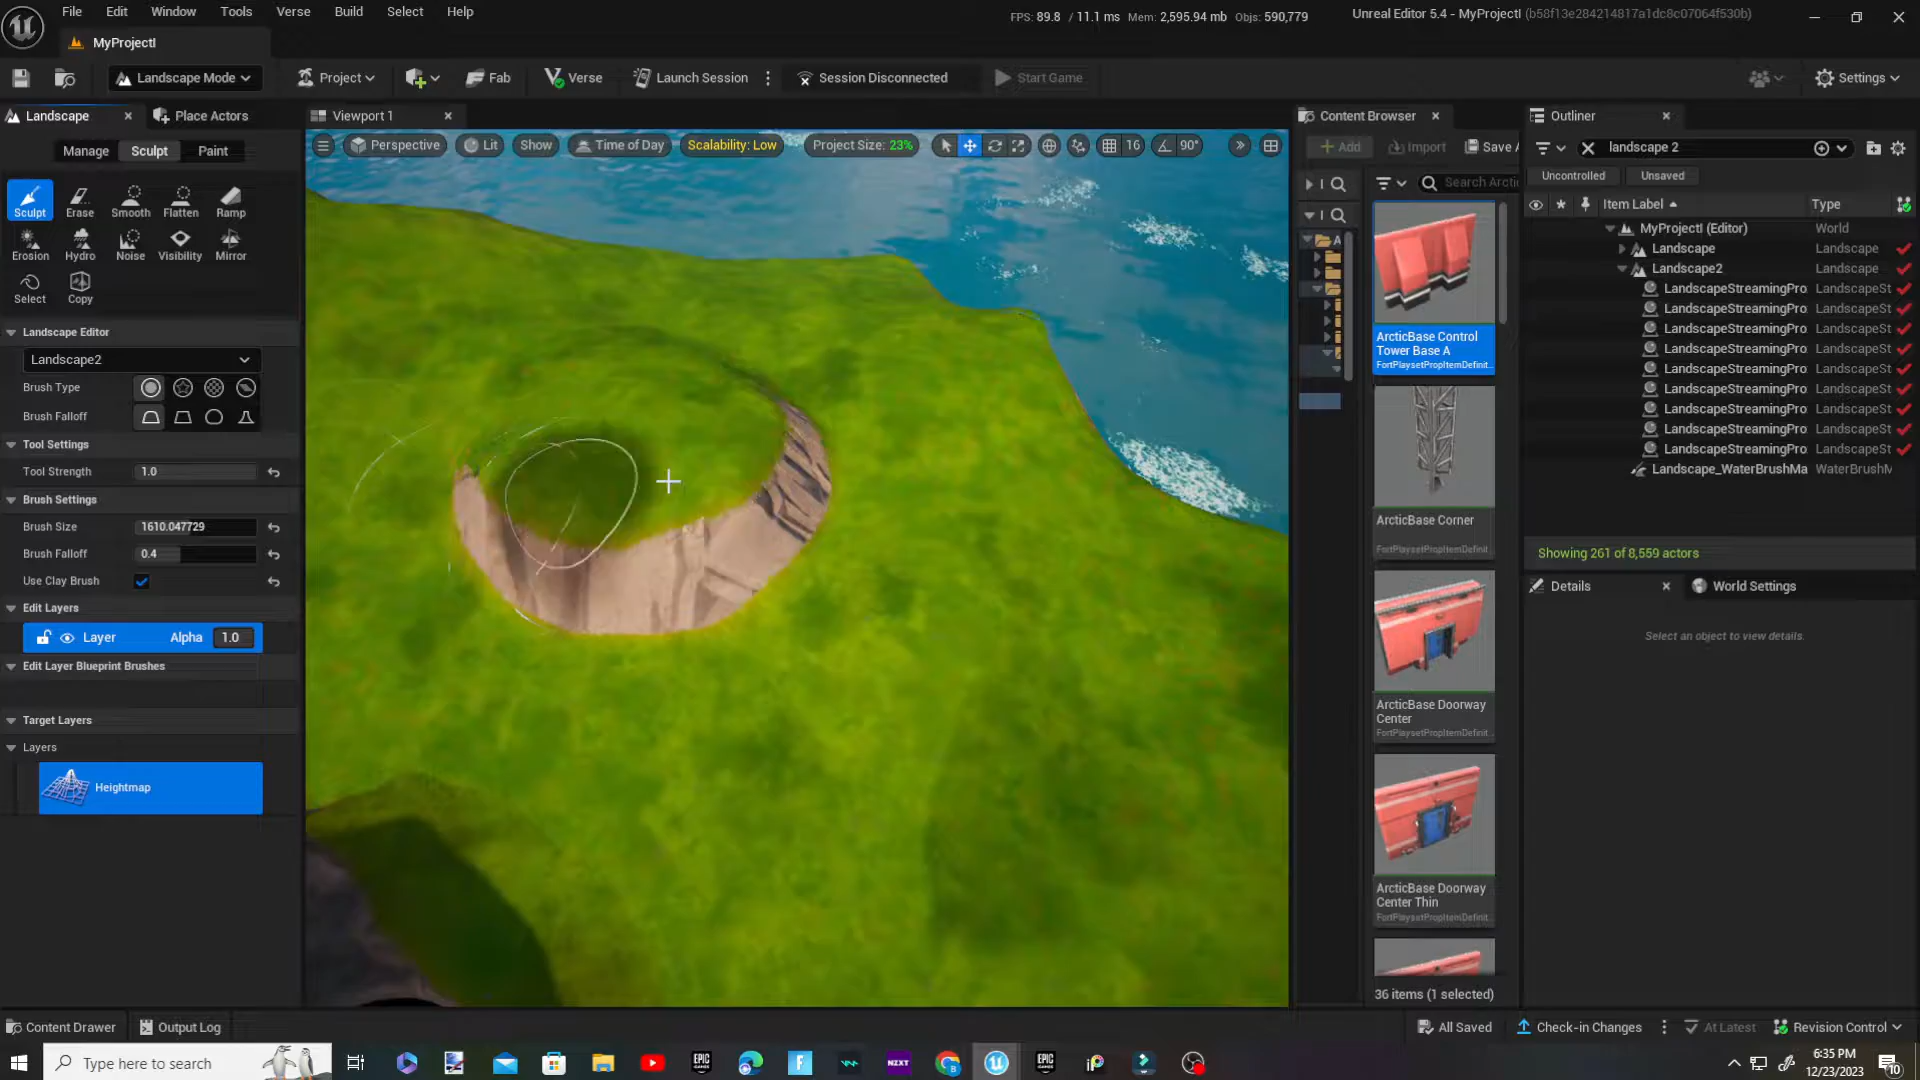 File Edit Window Tools Verse Build Select Help
FPS: 89.8 / 11.1 ms Mem: 2,595.94 mb Objs: 590,779
Unreal Editor 5.4 - MyProjectI (b58f13e284214817a1dc8c07064f530b)
MyProjectI
Landscape Mode
Project
Fab
Verse
Launch Session
Session Disconnected
Start Game
Settings
Landscape
Place Actors
Viewport 1
Content Browser
Outliner
Manage Sculpt Paint
Perspective Lit Show Time of Day Scalability: Low Project Size: 23% 16 90°
Add Import Save A
landscape 2
Uncontrolled Unsaved
Search Arcti
Item Label Type
Sculpt Erase Smooth Flatten Ramp
Erosion Hydro Noise Visibility Mirror
Select Copy
Landscape Editor
Landscape2
Brush Type
Brush Falloff
Tool Settings
Tool Strength 1.0
Brush Settings
Brush Size 1610.047729
Brush Falloff 0.4
Use Clay Brush
Edit Layers
Layer Alpha 1.0
Edit Layer Blueprint Brushes
Target Layers
Layers
Heightmap
ArcticBase Control
Tower Base A
FortPlaysetPropItemDefinit..
ArcticBase Corner
FortPlaysetPropItemDefinit
ArcticBase Doorway
Center
FortPlaysetPropItemDefinit..
ArcticBase Doorway
Center Thin
FortPlaysetPropItemDefinit..
36 items (1 selected)
MyProjectI (Editor) World
Landscape Landscape
Landscape2 Landscape
LandscapeStreamingPro LandscapeSt
LandscapeStreamingPro LandscapeSt
LandscapeStreamingPro LandscapeSt
LandscapeStreamingPro LandscapeSt
LandscapeStreamingPro LandscapeSt
LandscapeStreamingPro LandscapeSt
LandscapeStreamingPro LandscapeSt
LandscapeStreamingPro LandscapeSt
LandscapeStreamingPro LandscapeSt
Landscape_WaterBrushMa WaterBrushM
Showing 261 of 8,559 actors
Details
World Settings
Select an object to view details.
Content Drawer
Output Log
All Saved
Check-in Changes
At Latest
Revision Control
Type here to search
EPIC GAMES
NZXT
EPIC GAMES
6:35 PM
12/23/2023
10